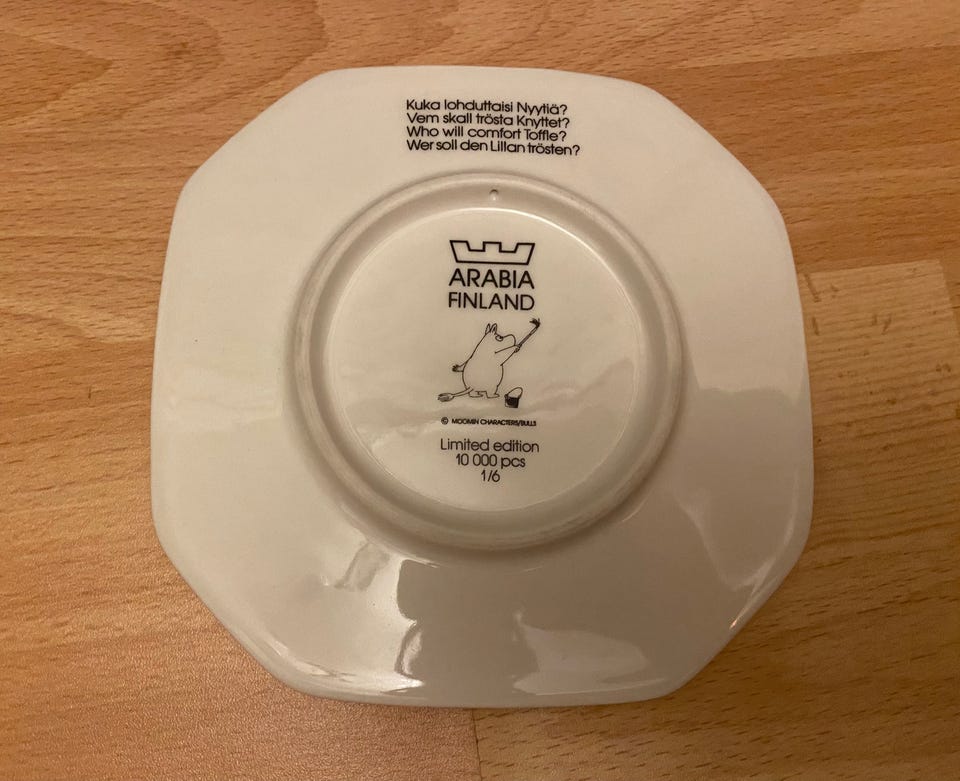 Kuka lohduttaisi Nyytiä?
Vem skall trösta Knyttet?
Who will comfort Toffle?
Wer soll den Lillan trösten?
ARABIA
FINLAND
© MOOMIN CHARACTERS/BULLS
Limited edition
10 000 pcs
1/6